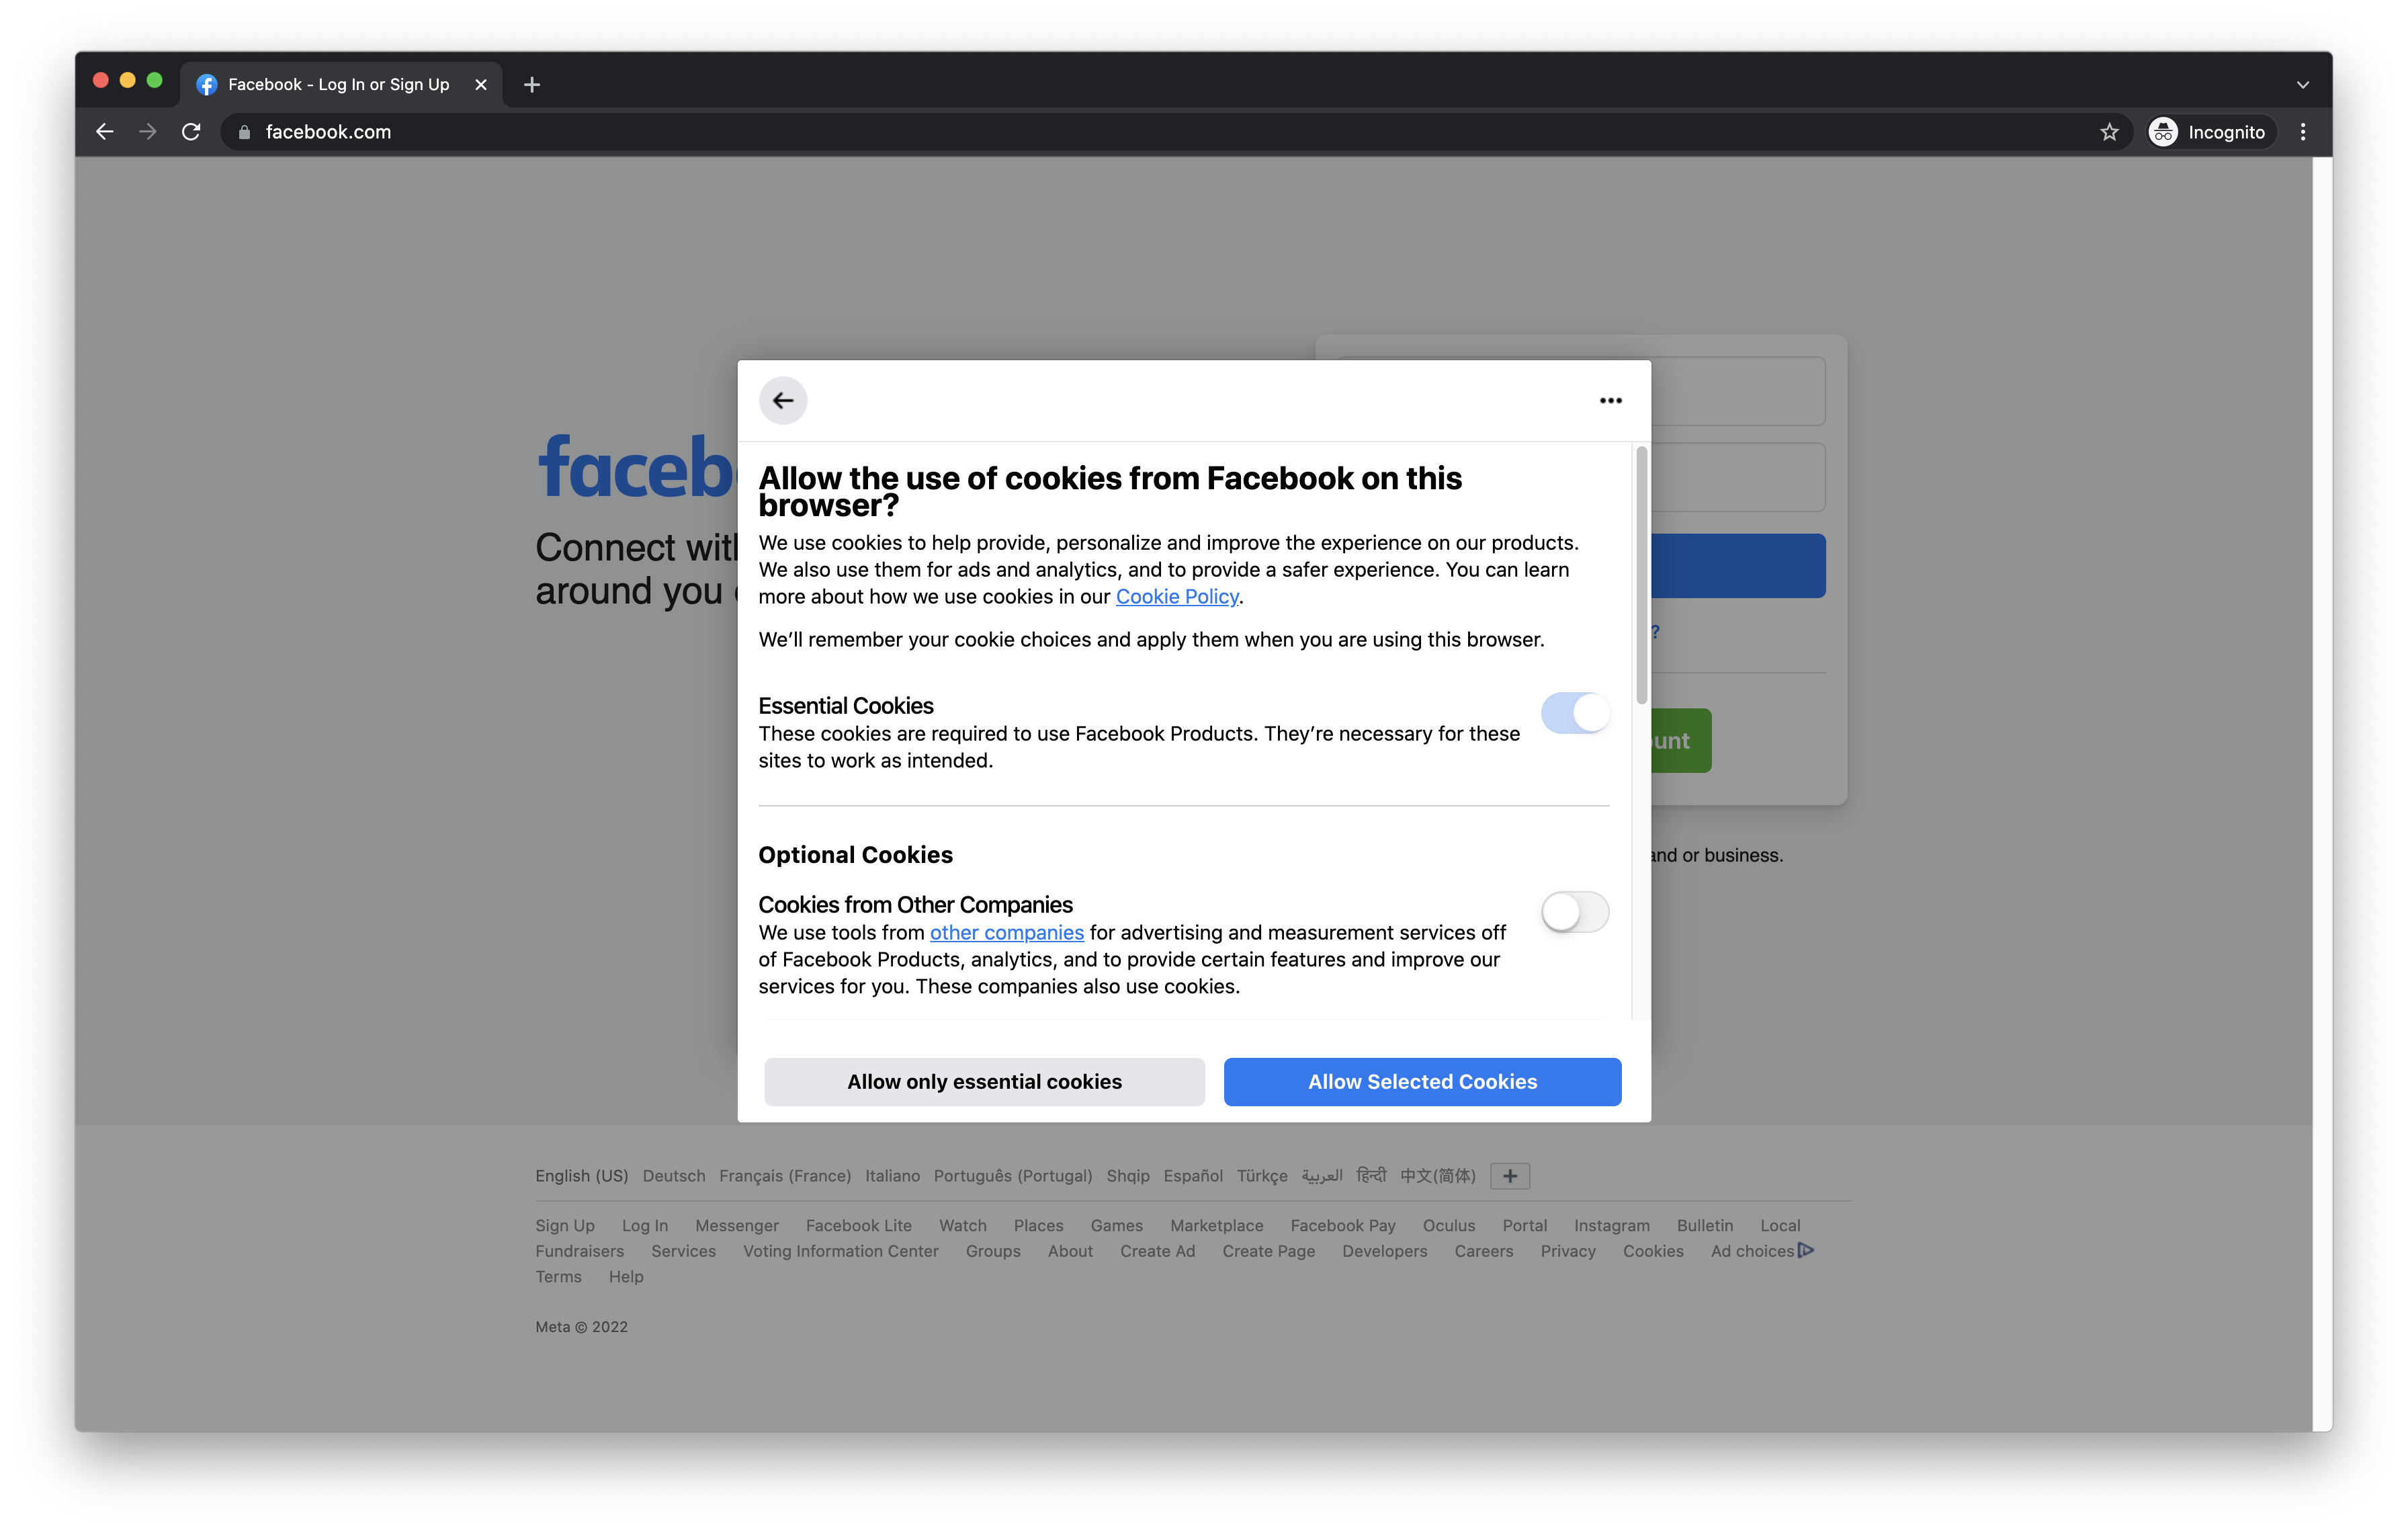 Facebook - Log In or Sign Up
facebook.com
Incognito
faceb
Connect
around you
Allow the use of cookies from Facebook on this
browser?
We use cookies to help provide, personalize and improve the experience on our products.
We also use them for ads and analytics, and to provide a safer experience. You can learn
more about how we use cookies in our Cookie Policy.
We’ll remember your cookie choices and apply them when you are using this browser.
Essential Cookies
These cookies are required to use Facebook Products. They’re necessary for these
sites to work as intended.
Optional Cookies
Cookies from Other Companies
We use tools from other companies for advertising and measurement services off
of Facebook Products, analytics, and to provide certain features and improve our
services for you. These companies also use cookies.
Allow only essential cookies
Allow Selected Cookies
?
unt
and or business.
English (US) Deutsch Français (France) Italiano Português (Portugal) Shqip Español Türkçe العربية हिन्दी 中文(简体)
Sign Up Log In Messenger Facebook Lite Watch Places Games Marketplace Facebook Pay Oculus Portal Instagram Bulletin Local
Fundraisers Services Voting Information Center Groups About Create Ad Create Page Developers Careers Privacy Cookies Ad choices
Terms Help
Meta © 2022